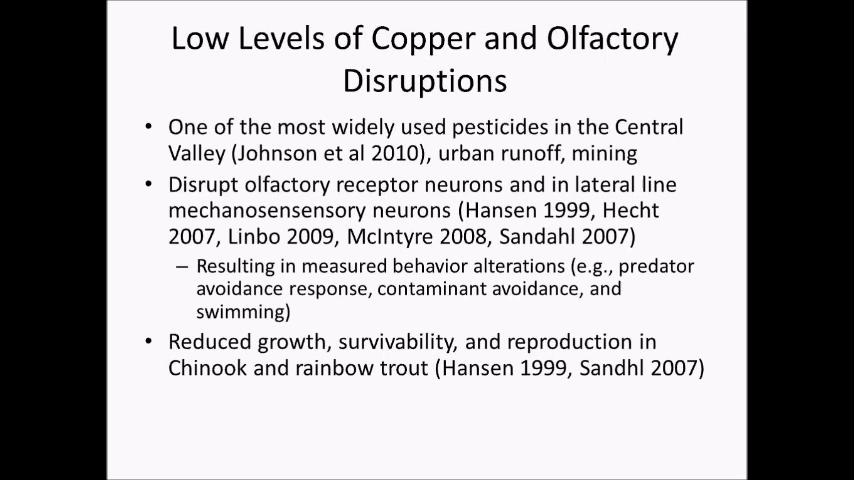 Low Levels of Copper and Olfactory
Disruptions
• One of the most widely used pesticides in the Central
Valley (Johnson et al 2010), urban runoff, mining
• Disrupt olfactory receptor neurons and in lateral line
mechanosensensory neurons (Hansen 1999, Hecht
2007, Linbo 2009, McIntyre 2008, Sandahl 2007)
– Resulting in measured behavior alterations (e.g., predator
avoidance response, contaminant avoidance, and
swimming)
• Reduced growth, survivability, and reproduction in
Chinook and rainbow trout (Hansen 1999, Sandhl 2007)